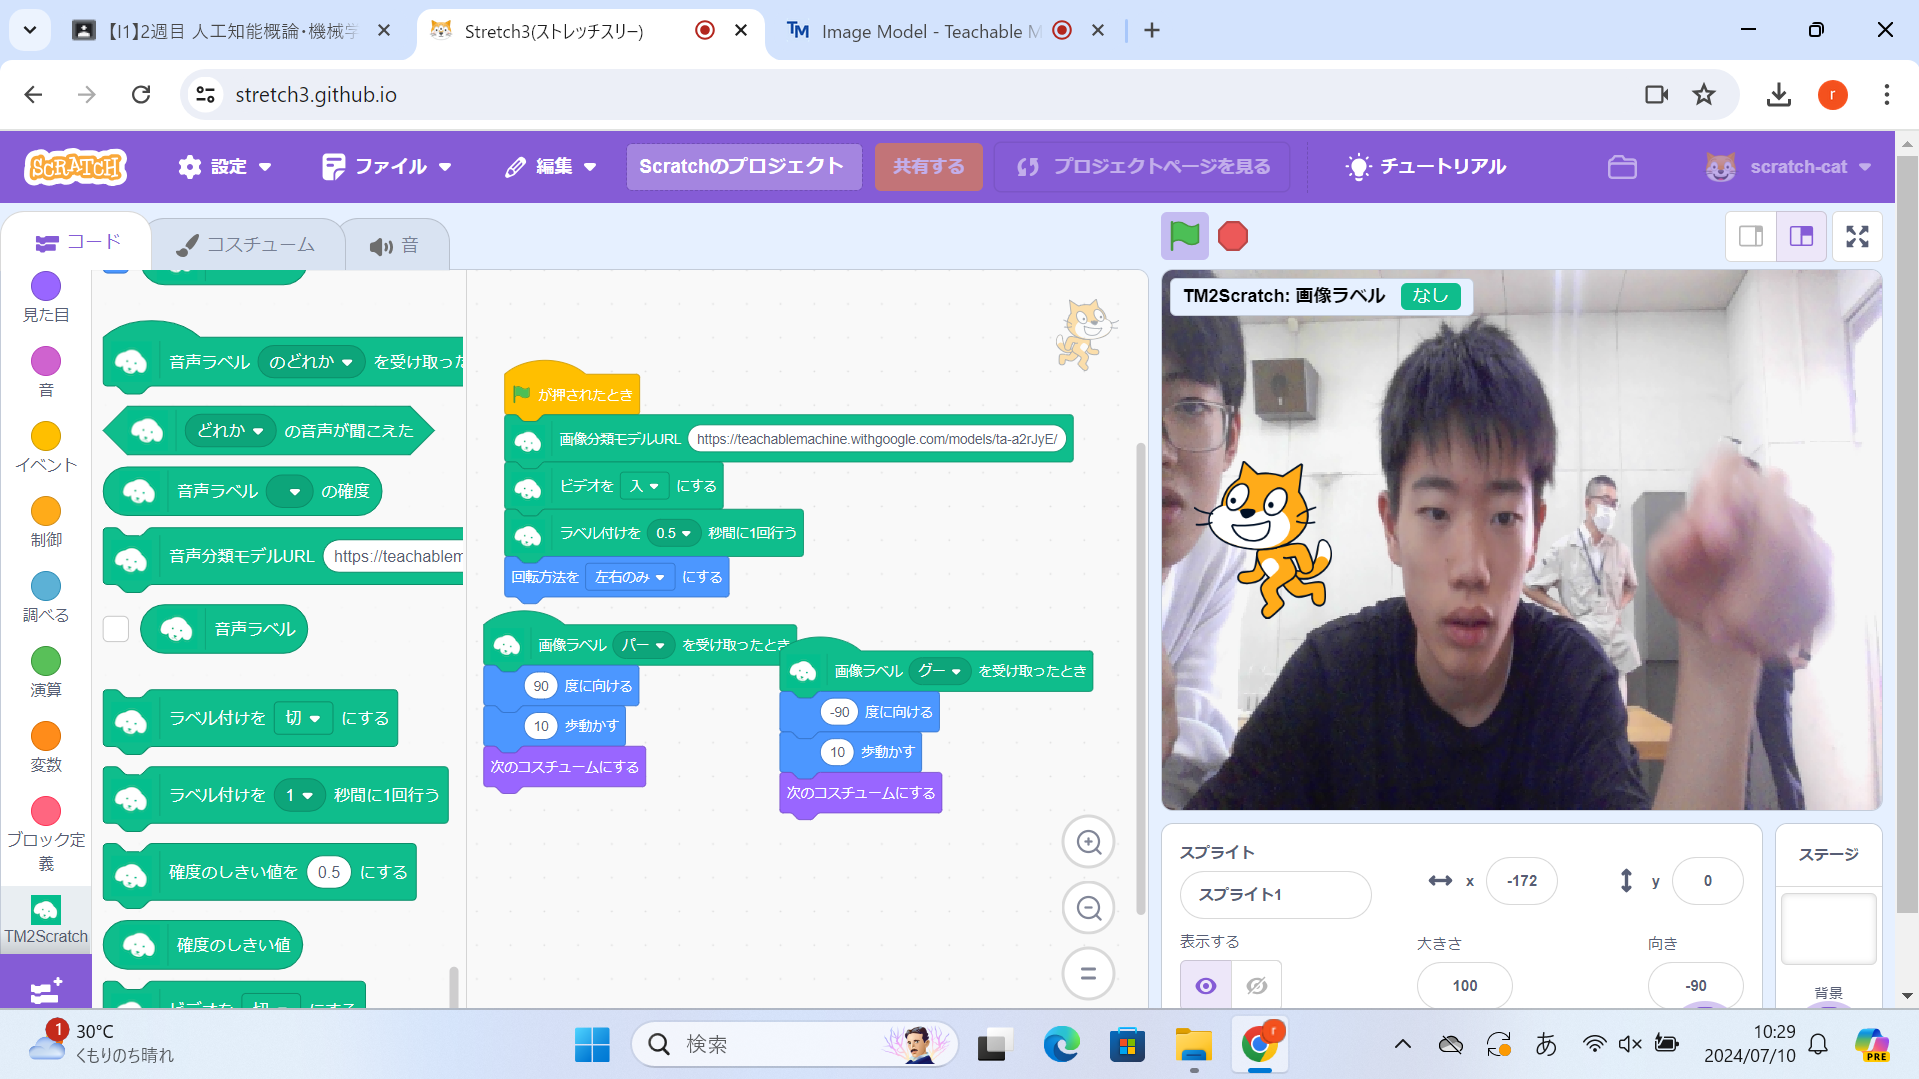 【I1】2週目 人工知能概論・機械学
Stretch3(ストレッチスリー)
Image Model - Teachable M
stretch3.github.io
r
SCRATCH
設定
ファイル
編集
Scratchのプロジェクト
共有する
プロジェクトページを見る
チュートリアル
scratch-cat
コード
コスチューム
音
見た目
音
イベント
制御
調べる
演算
変数
ブロック定
義
TM2Scratch
音声ラベル のどれか を受け取った
どれか の音声が聞こえた
音声ラベル の確度
音声分類モデルURL https://teachablem
音声ラベル
ラベル付けを 切 にする
ラベル付けを 1 秒間に1回行う
確度のしきい値を 0.5 にする
確度のしきい値
ビデオを 切 にする
が押されたとき
画像分類モデルURL https://teachablemachine.withgoogle.com/models/ta-a2rJyE/
ビデオを 入 にする
ラベル付けを 0.5 秒間に1回行う
回転方法を 左右のみ にする
画像ラベル パー を受け取ったとき
90 度に向ける
10 歩動かす
次のコスチュームにする
画像ラベル グー を受け取ったとき
-90 度に向ける
10 歩動かす
次のコスチュームにする
TM2Scratch: 画像ラベル なし
スプライト
スプライト1
x -172
y 0
表示する
大きさ
100
向き
-90
ステージ
背景
1
30°C
くもりのち晴れ
検索
r
あ
10:29
2024/07/10
PRE